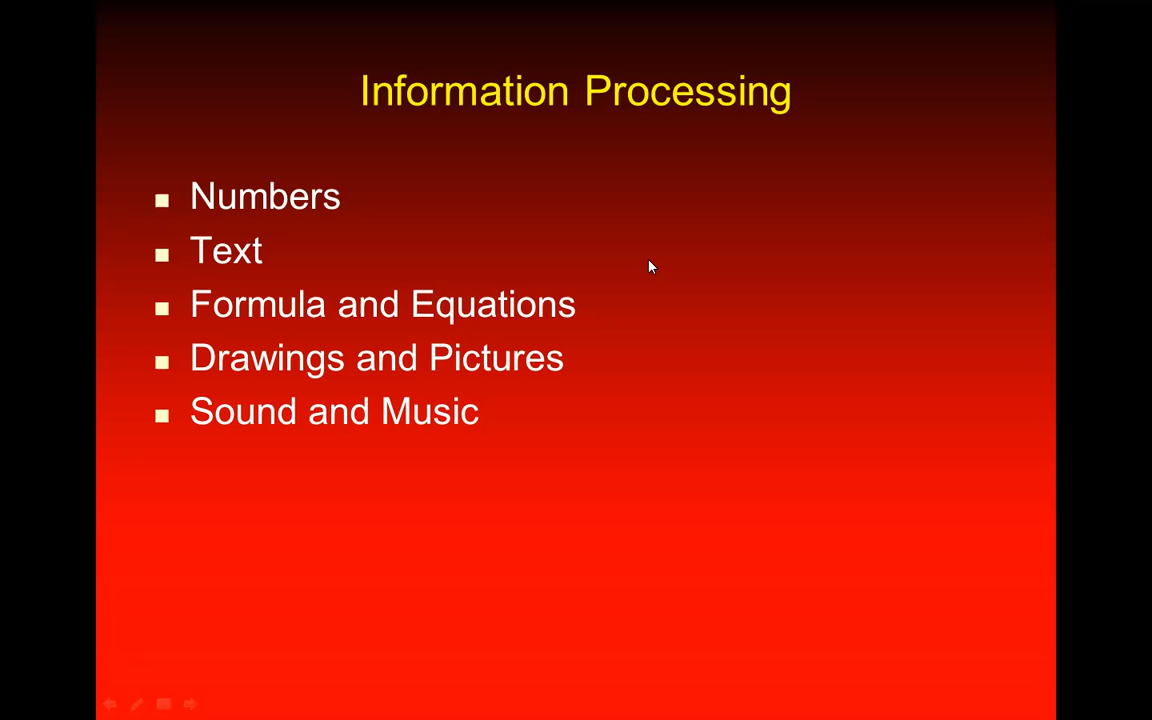 Information Processing
Numbers
Text
Formula and Equations
Drawings and Pictures
Sound and Music